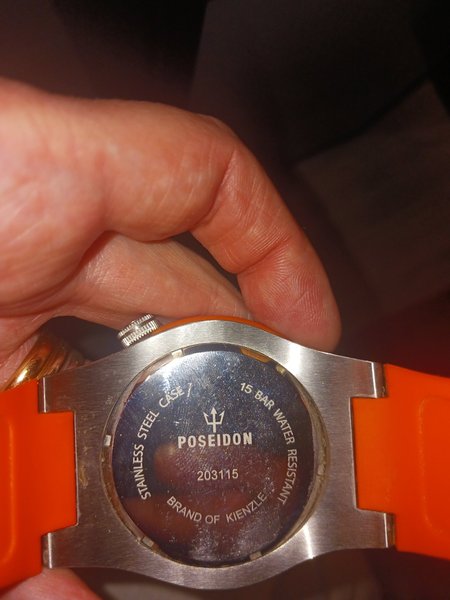 STAINLESS STEEL CASE /
15 BAR WATER RESISTANT
POSEIDON
203115
BRAND OF KIENZLE